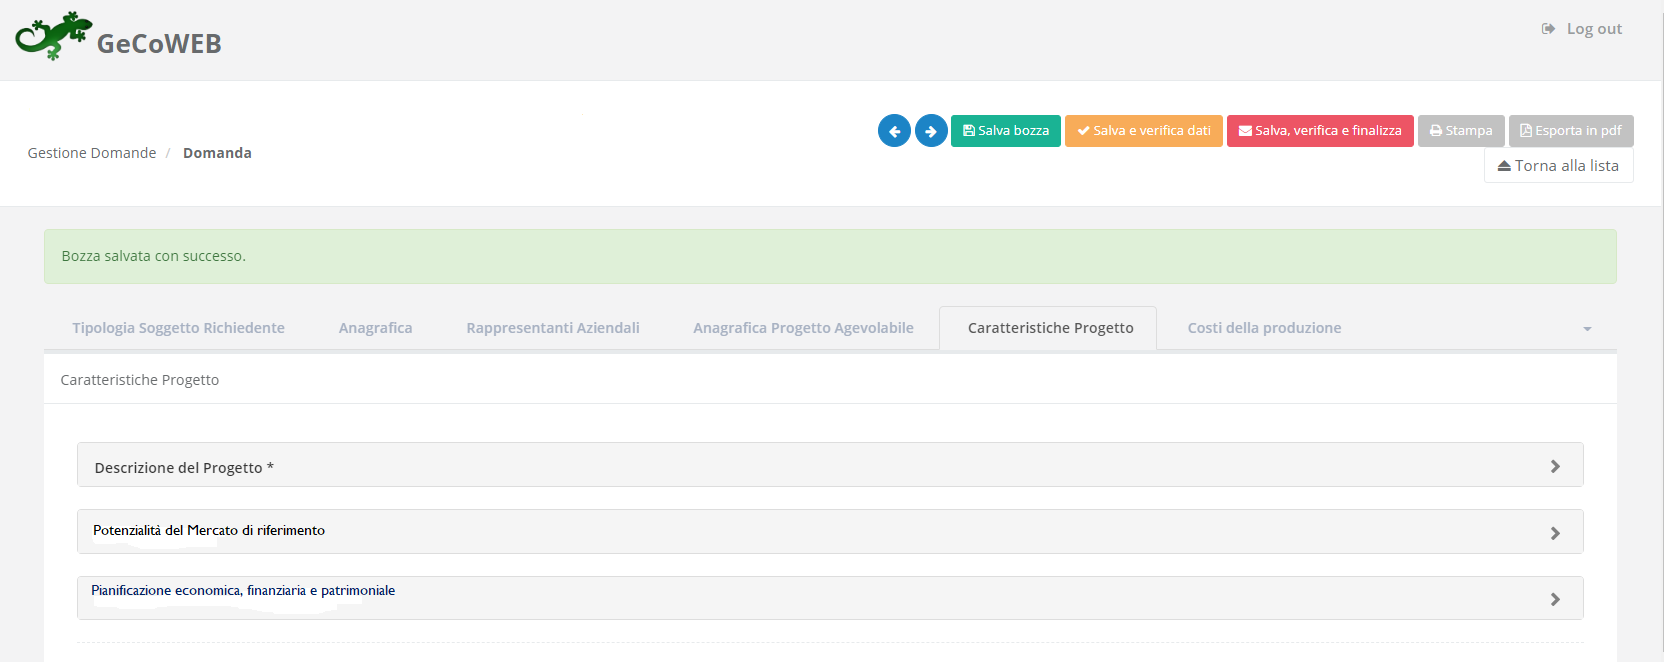 GeCoWEB
Log out
Salva bozza
Salva e verifica dati
Salva, verifica e finalizza
Stampa
Esporta in pdf
Gestione Domande / Domanda
Torna alla lista
Bozza salvata con successo.
Tipologia Soggetto Richiedente
Anagrafica
Rappresentanti Aziendali
Anagrafica Progetto Agevolabile
Caratteristiche Progetto
Costi della produzione
Caratteristiche Progetto
Descrizione del Progetto *
Potenzialità del Mercato di riferimento
Pianificazione economica, finanziaria e patrimoniale